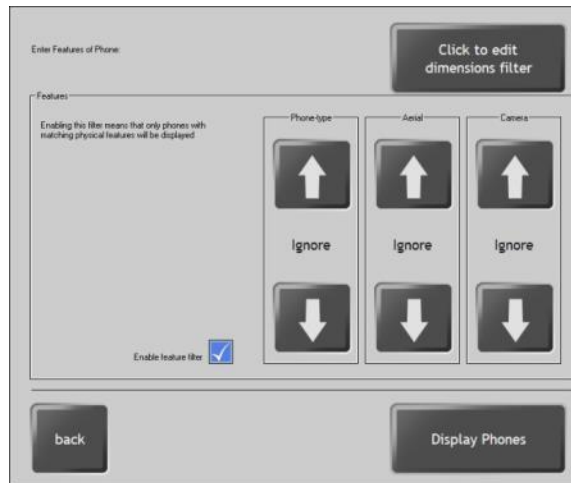 Enter Features of Phone:
Click to edit
dimensions filter
Features
Enabling this filter means that only phones with
matching physical features will be displayed
Phone type
Aerial
Camera
Ignore
Ignore
Ignore
Enable feature filter
back
Display Phones